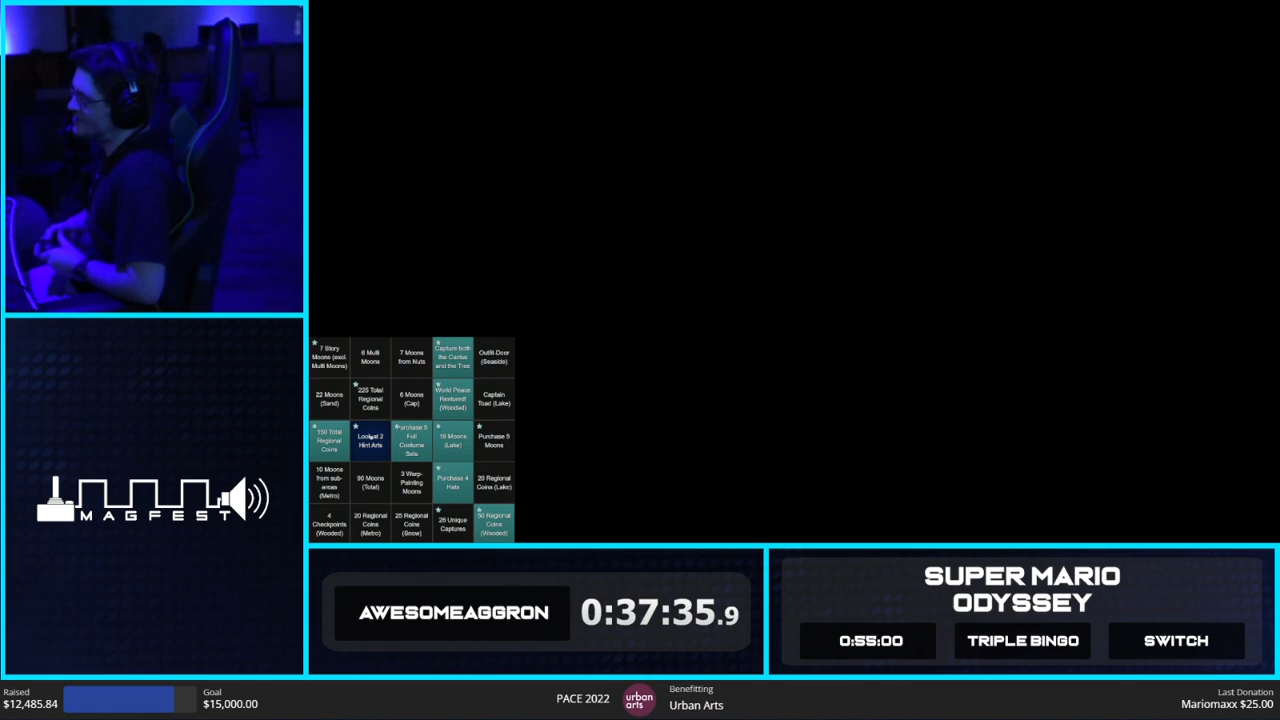 7 Story
Moons (excl.
Multi Moons)
6 Multi
Moons
7 Moons
from Nuts
Capture both
the Cactus
and the Tree
Outfit-Door
(Seaside)
22 Moons
(Sand)
225 Total
Regional
Coins
6 Moons
(Cap)
World Peace
Restored!
(Wooded)
Captain
Toad (Lake)
150 Total
Regional
Coins
Look at 2
Hint Arts
Purchase 5
Full
Costume
Sets
18 Moons
(Lake)
Purchase 5
Moons
10 Moons
from sub-
areas
(Metro)
90 Moons
(Total)
3 Warp-
Painting
Moons
Purchase 4
Hats
20 Regional
Coins (Lake)
4
Checkpoints
(Wooded)
20 Regional
Coins
(Metro)
25 Regional
Coins
(Snow)
26 Unique
Captures
50 Regional
Coins
(Wooded)
MAGFEST
AWESOMEAGGRON
0:37:35.9
SUPER MARIO
ODYSSEY
0:55:00
TRIPLE BINGO
SWITCH
Raised
$12,485.84
Goal
$15,000.00
PACE 2022
urban
arts
Benefitting
Urban Arts
Last Donation
Mariomaxx $25.00